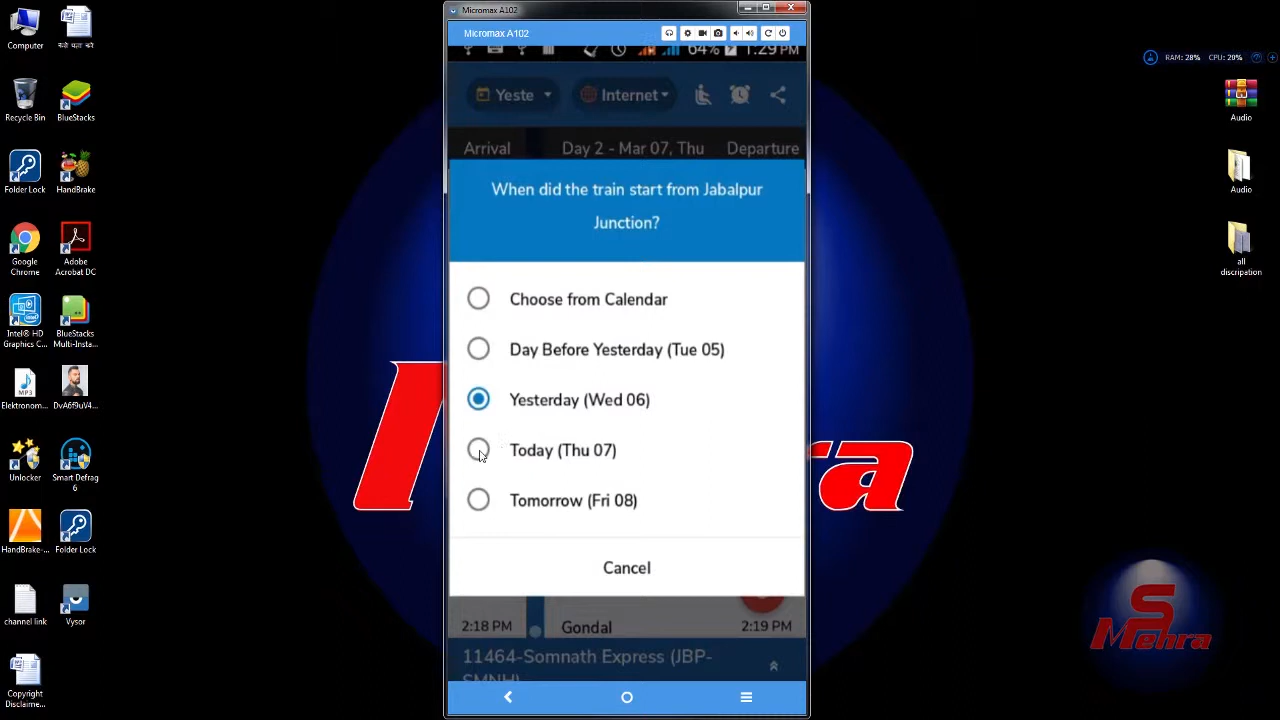 Micromax A102
Micromax A102
64% 1:29 PM
Yeste
Internet
Arrival
Day 2 - Mar 07, Thu
Departure
When did the train start from Jabalpur
Junction?
Choose from Calendar
Day Before Yesterday (Tue 05)
Yesterday (Wed 06)
Today (Thu 07)
Tomorrow (Fri 08)
Cancel
2:18 PM
Gondal
2:19 PM
11464-Somnath Express (JBP-
SMNH)
Computer
Recycle Bin
BlueStacks
Folder Lock
HandBrake
Google
Chrome
Adobe
Acrobat DC
Intel® HD
Graphics C...
BlueStacks
Multi-Insta...
MP3
Elektronom...
DvA6f9uV4...
Unlocker
Smart Defrag
6
HandBrake-...
Folder Lock
channel link
Vysor
Copyright
Disclaime...
RAM: 28%
CPU: 20%
Audio
Audio
all
discripation
S
Mehra